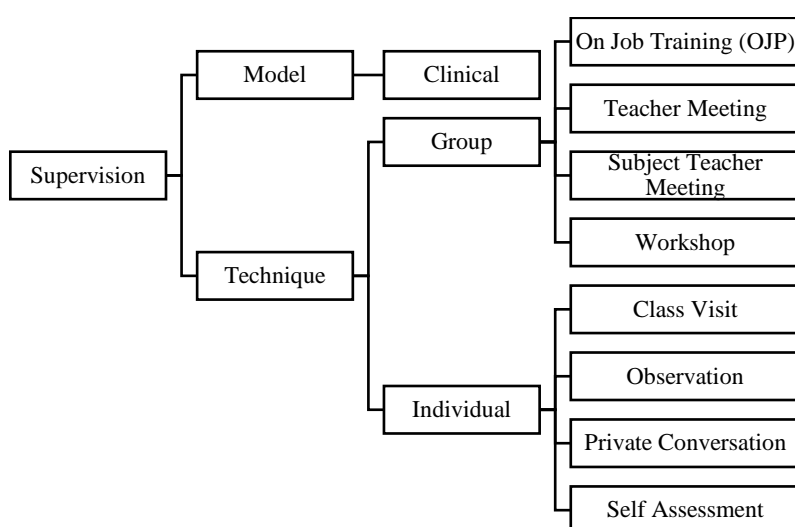 Supervision
Model
Clinical
Technique
Group
On Job Training (OJP)
Teacher Meeting
Subject Teacher
Meeting
Workshop
Individual
Class Visit
Observation
Private Conversation
Self Assessment